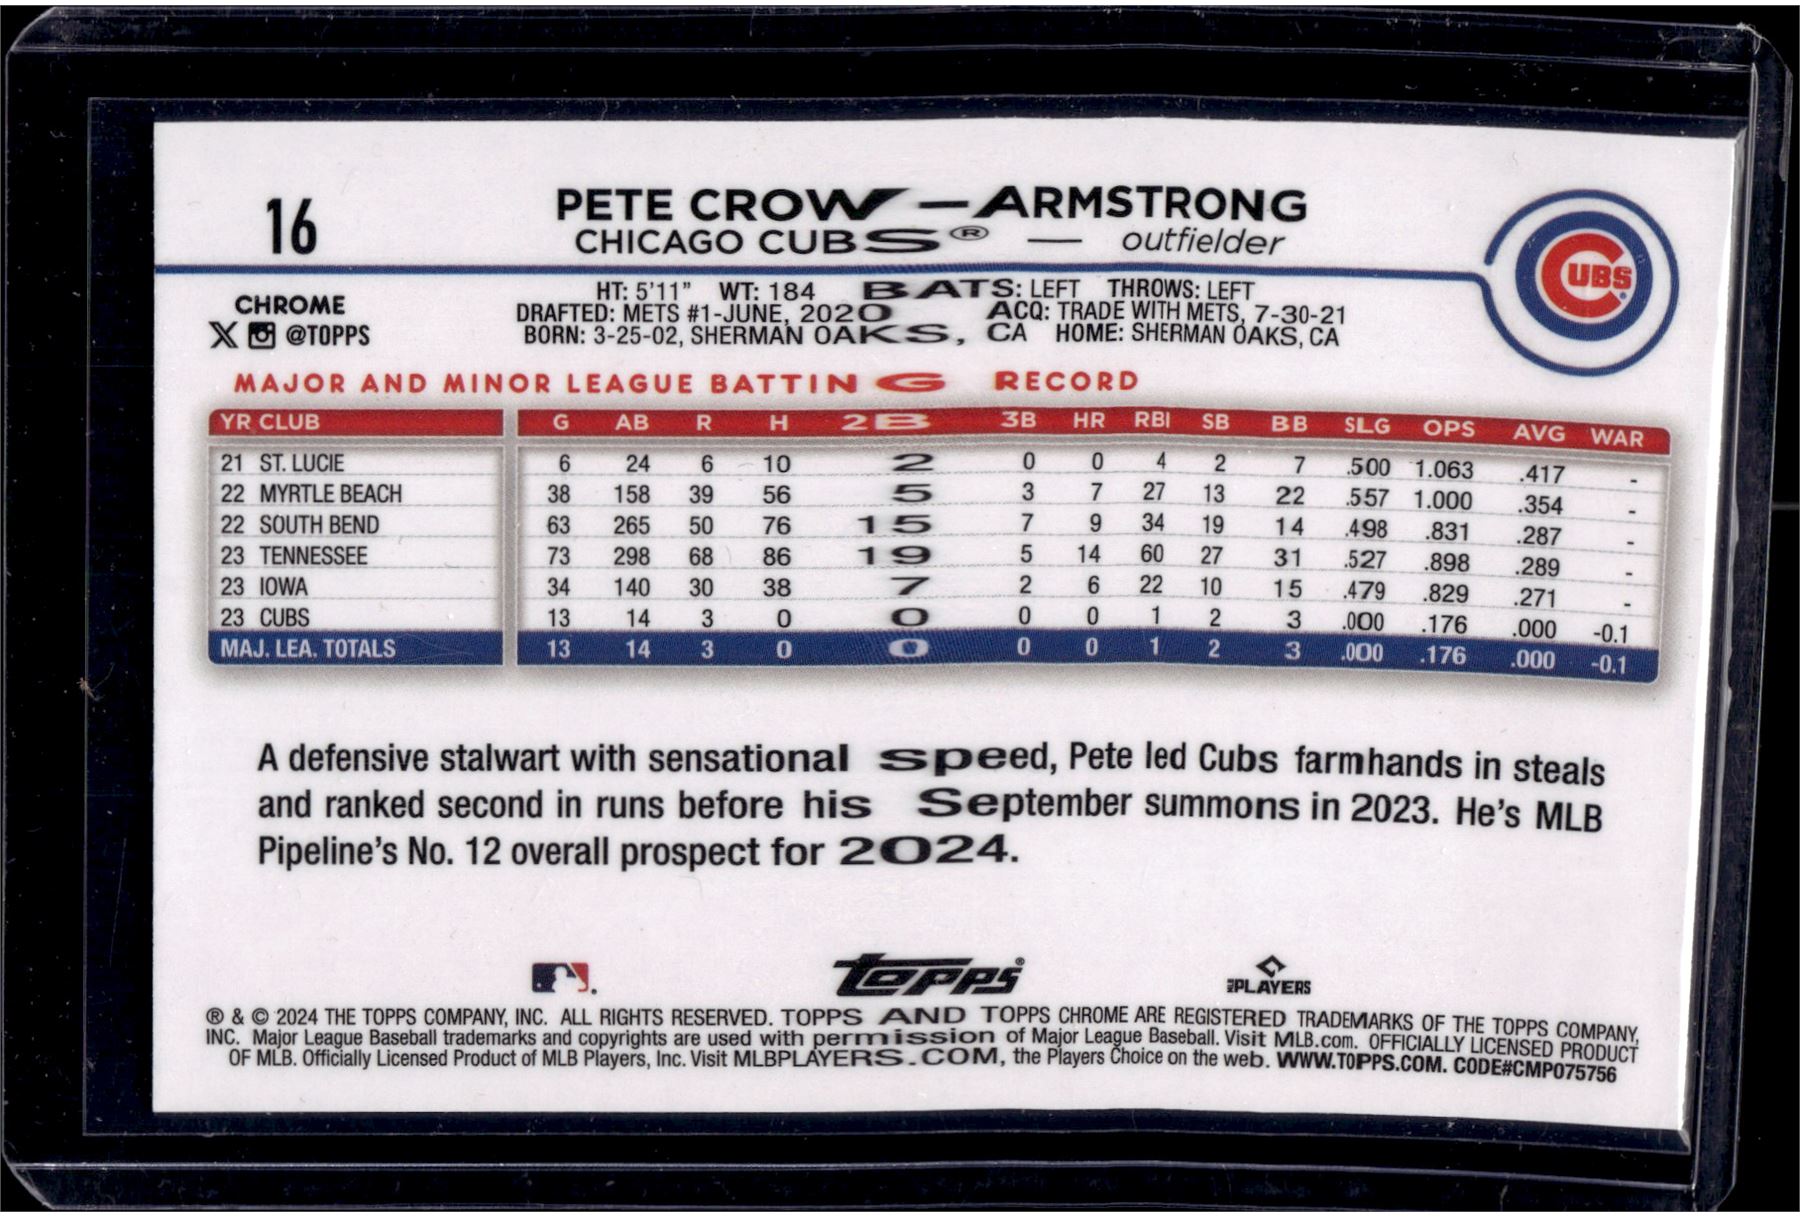 16
PETE CROW-ARMSTRONG
CHICAGO CUBS® — outfielder
CUBS
CHROME
X @TOPPS
HT: 5'11" WT: 184 BATS: LEFT THROWS: LEFT
DRAFTED: METS #1-JUNE, 2020 ACQ: TRADE WITH METS, 7-30-21
BORN: 3-25-02, SHERMAN OAKS, CA HOME: SHERMAN OAKS, CA
MAJOR AND MINOR LEAGUE BATTING RECORD
YR CLUB G AB R H 2B 3B HR RBI SB BB SLG OPS AVG WAR
21 ST. LUCIE 6 24 6 10 2 0 0 4 2 7 .500 1.063 .417 -
22 MYRTLE BEACH 38 158 39 56 5 3 7 27 13 22 .557 1.000 .354 -
22 SOUTH BEND 63 265 50 76 15 7 9 34 19 14 .498 .831 .287 -
23 TENNESSEE 73 298 68 86 19 5 14 60 27 31 .527 .898 .289 -
23 IOWA 34 140 30 38 7 2 6 22 10 15 .479 .829 .271 -
23 CUBS 13 14 3 0 0 0 0 1 2 3 .000 .176 .000 -0.1
MAJ. LEA. TOTALS 13 14 3 0 0 0 0 1 2 3 .000 .176 .000 -0.1
A defensive stalwart with sensational speed, Pete led Cubs farmhands in steals
and ranked second in runs before his September summons in 2023. He's MLB
Pipeline's No. 12 overall prospect for 2024.
topps®
MLB PLAYERS
® & © 2024 THE TOPPS COMPANY, INC. ALL RIGHTS RESERVED. TOPPS AND TOPPS CHROME ARE REGISTERED TRADEMARKS OF THE TOPPS COMPANY,
INC. Major League Baseball trademarks and copyrights are used with permission of Major League Baseball. Visit MLB.com. OFFICIALLY LICENSED PRODUCT
OF MLB. Officially Licensed Product of MLB Players, Inc. Visit MLBPLAYERS.COM, the Players Choice on the web. WWW.TOPPS.COM. CODE#CMP075756